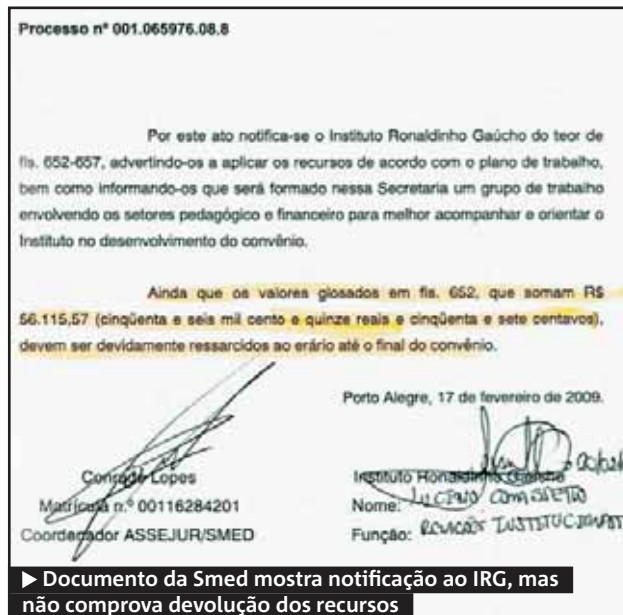 Processo nº 001.065976.08.8
Por este ato notifica-se o Instituto Ronaldinho Gaúcho do teor de
fls. 652-657, advertindo-os a aplicar os recursos de acordo com o plano de trabalho,
bem como informando-os que será formado nessa Secretaria um grupo de trabalho
envolvendo os setores pedagógico e financeiro para melhor acompanhar e orientar o
Instituto no desenvolvimento do convênio.
Ainda que os valores glosados em fls. 652, que somam R$
56.115,57 (cinqüenta e seis mil cento e quinze reais e cinqüenta e sete centavos),
devem ser devidamente ressarcidos ao erário até o final do convênio.
Porto Alegre, 17 de fevereiro de 2009.
Lopes
Matrícula n.º 00116284201
Coordenador ASSEJUR/SMED
Instituto Ronaldinho Gaúcho
Nome:
Função:
▶ Documento da Smed mostra notificação ao IRG, mas
não comprova devolução dos recursos